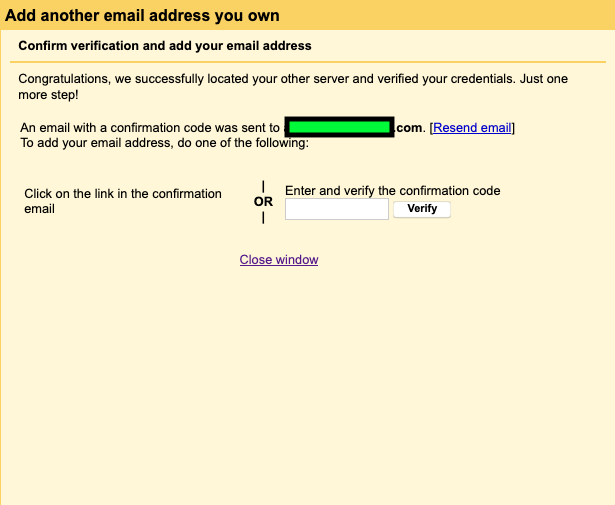 Add another email address you own
Confirm verification and add your email address
Congratulations, we successfully located your other server and verified your credentials. Just one
more step!
An email with a confirmation code was sent to .com. [Resend email]
To add your email address, do one of the following:
Click on the link in the confirmation
email
|
OR
|
Enter and verify the confirmation code
Verify
Close window